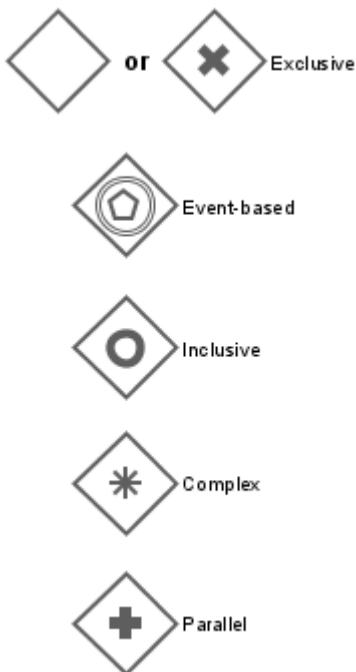 or Exclusive
Event-based
Inclusive
Complex
Parallel